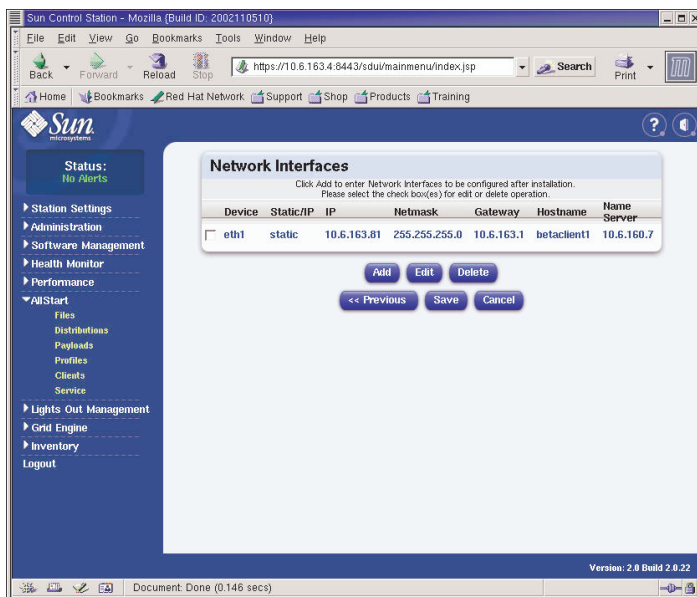 Sun Control Station - Mozilla {Build ID: 2002110510}
File Edit View Go Bookmarks Tools Window Help
Back Forward Reload Stop https://10.6.163.4:8443/sdui/mainmenu/index.jsp Search Print
Home Bookmarks Red Hat Network Support Shop Products Training
Sun
microsystems
Status:
No Alerts
Station Settings
Administration
Software Management
Health Monitor
Performance
AllStart
Files
Distributions
Payloads
Profiles
Clients
Service
Lights Out Management
Grid Engine
Inventory
Logout
Network Interfaces
Click Add to enter Network Interfaces to be configured after installation.
Please select the check box(es) for edit or delete operation.
Device Static/IP IP Netmask Gateway Hostname Name Server
eth1 static 10.6.163.81 255.255.255.0 10.6.163.1 betaclient1 10.6.160.7
Add Edit Delete
<< Previous Save Cancel
Version: 2.0 Build 2.0.22
Document: Done (0.146 secs)